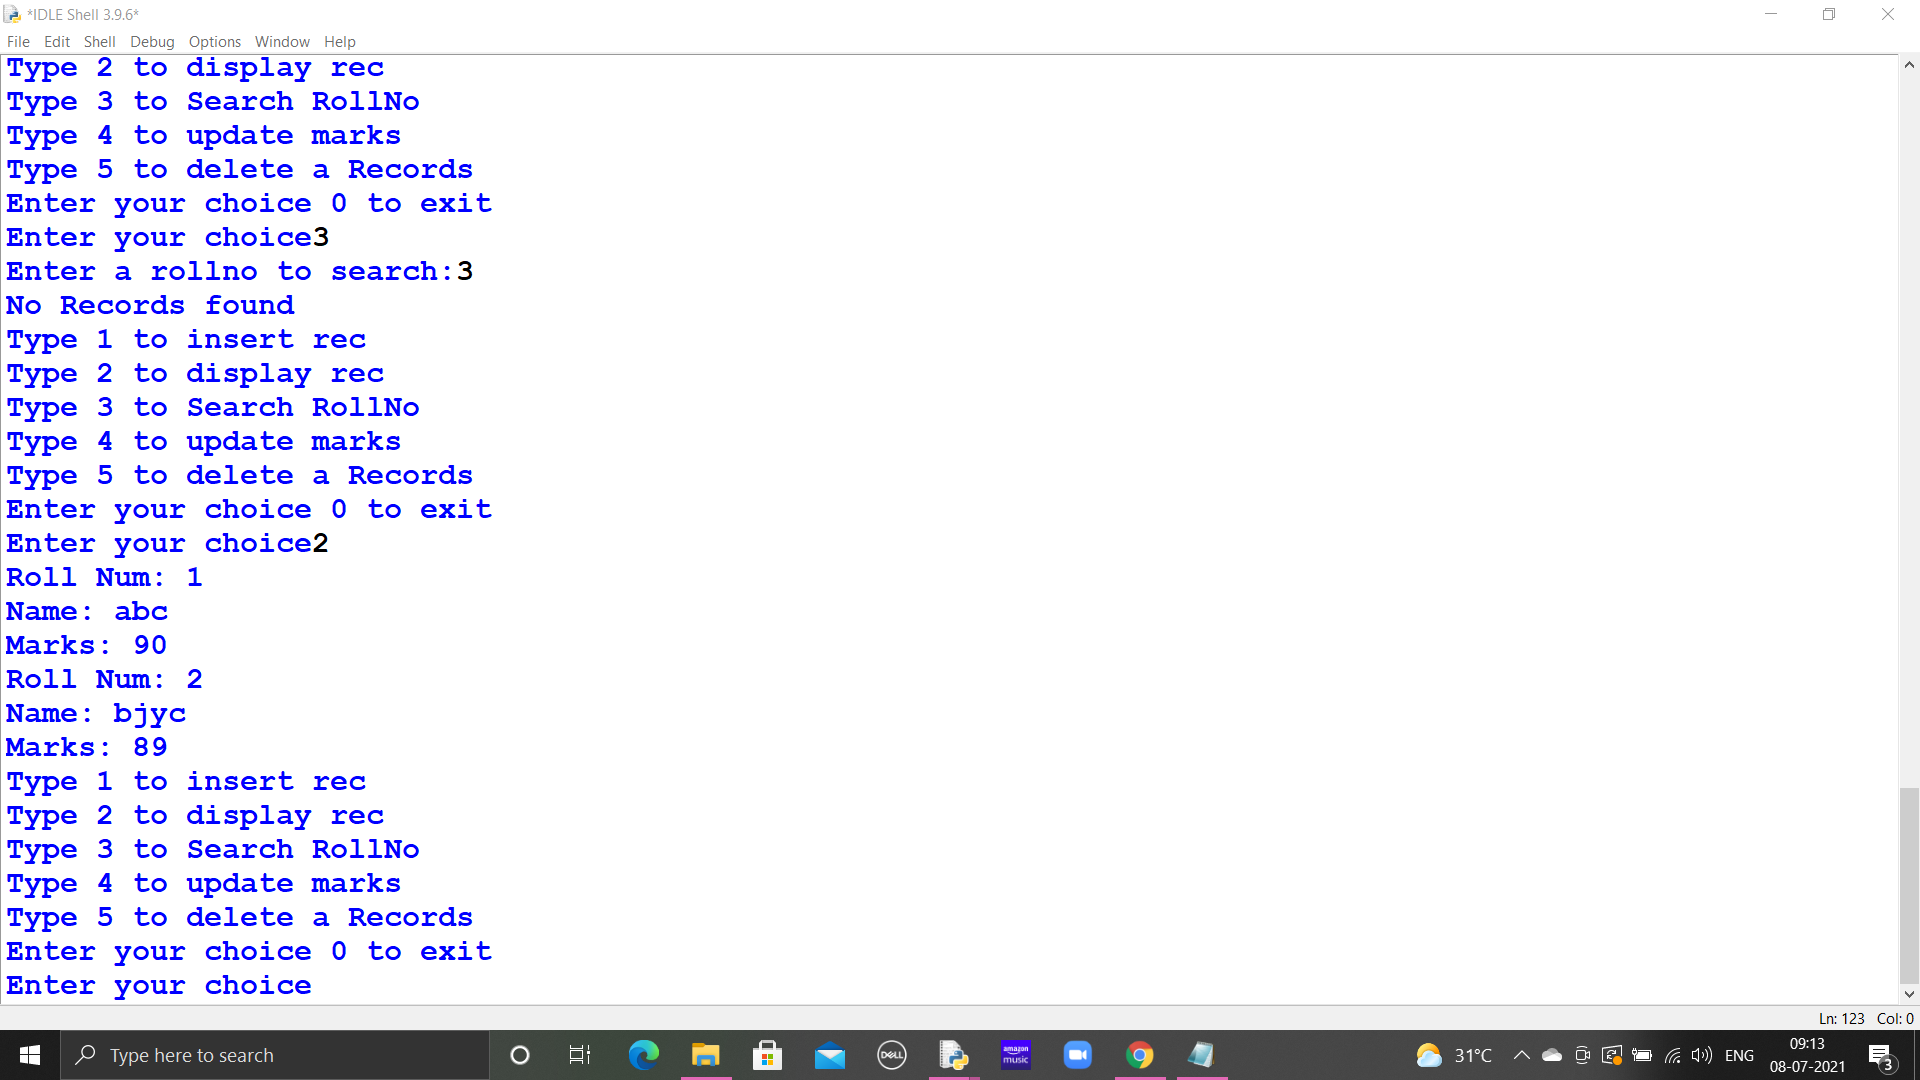 *IDLE Shell 3.9.6*
File Edit Shell Debug Options Window Help
Type 2 to display rec
Type 3 to Search RollNo
Type 4 to update marks
Type 5 to delete a Records
Enter your choice 0 to exit
Enter your choice3
Enter a rollno to search:3
No Records found
Type 1 to insert rec
Type 2 to display rec
Type 3 to Search RollNo
Type 4 to update marks
Type 5 to delete a Records
Enter your choice 0 to exit
Enter your choice2
Roll Num: 1
Name: abc
Marks: 90
Roll Num: 2
Name: bjyc
Marks: 89
Type 1 to insert rec
Type 2 to display rec
Type 3 to Search RollNo
Type 4 to update marks
Type 5 to delete a Records
Enter your choice 0 to exit
Enter your choice
Ln: 123 Col: 0
Type here to search
DELL
amazon music
31°C
ENG
09:13
08-07-2021
3